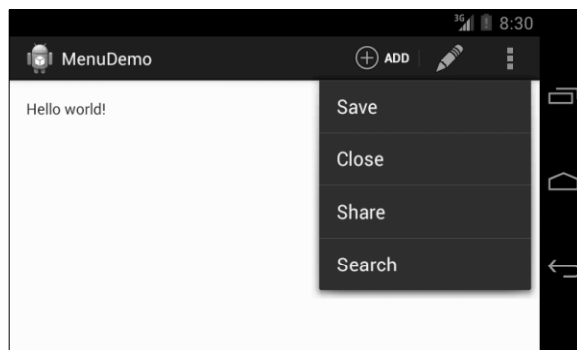 3G 8:30
MenuDemo ADD
Hello world!
Save
Close
Share
Search